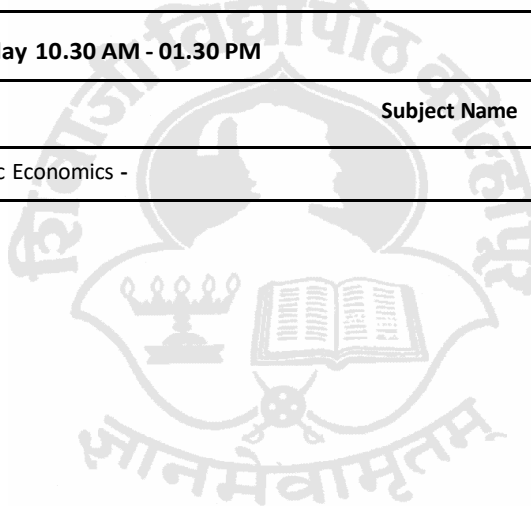 ay 10.30 AM - 01.30 PM
Subject Name
c Economics -
शिवाजी विद्यापीठ कोल्हापूर
ज्ञानमेवामृतम्